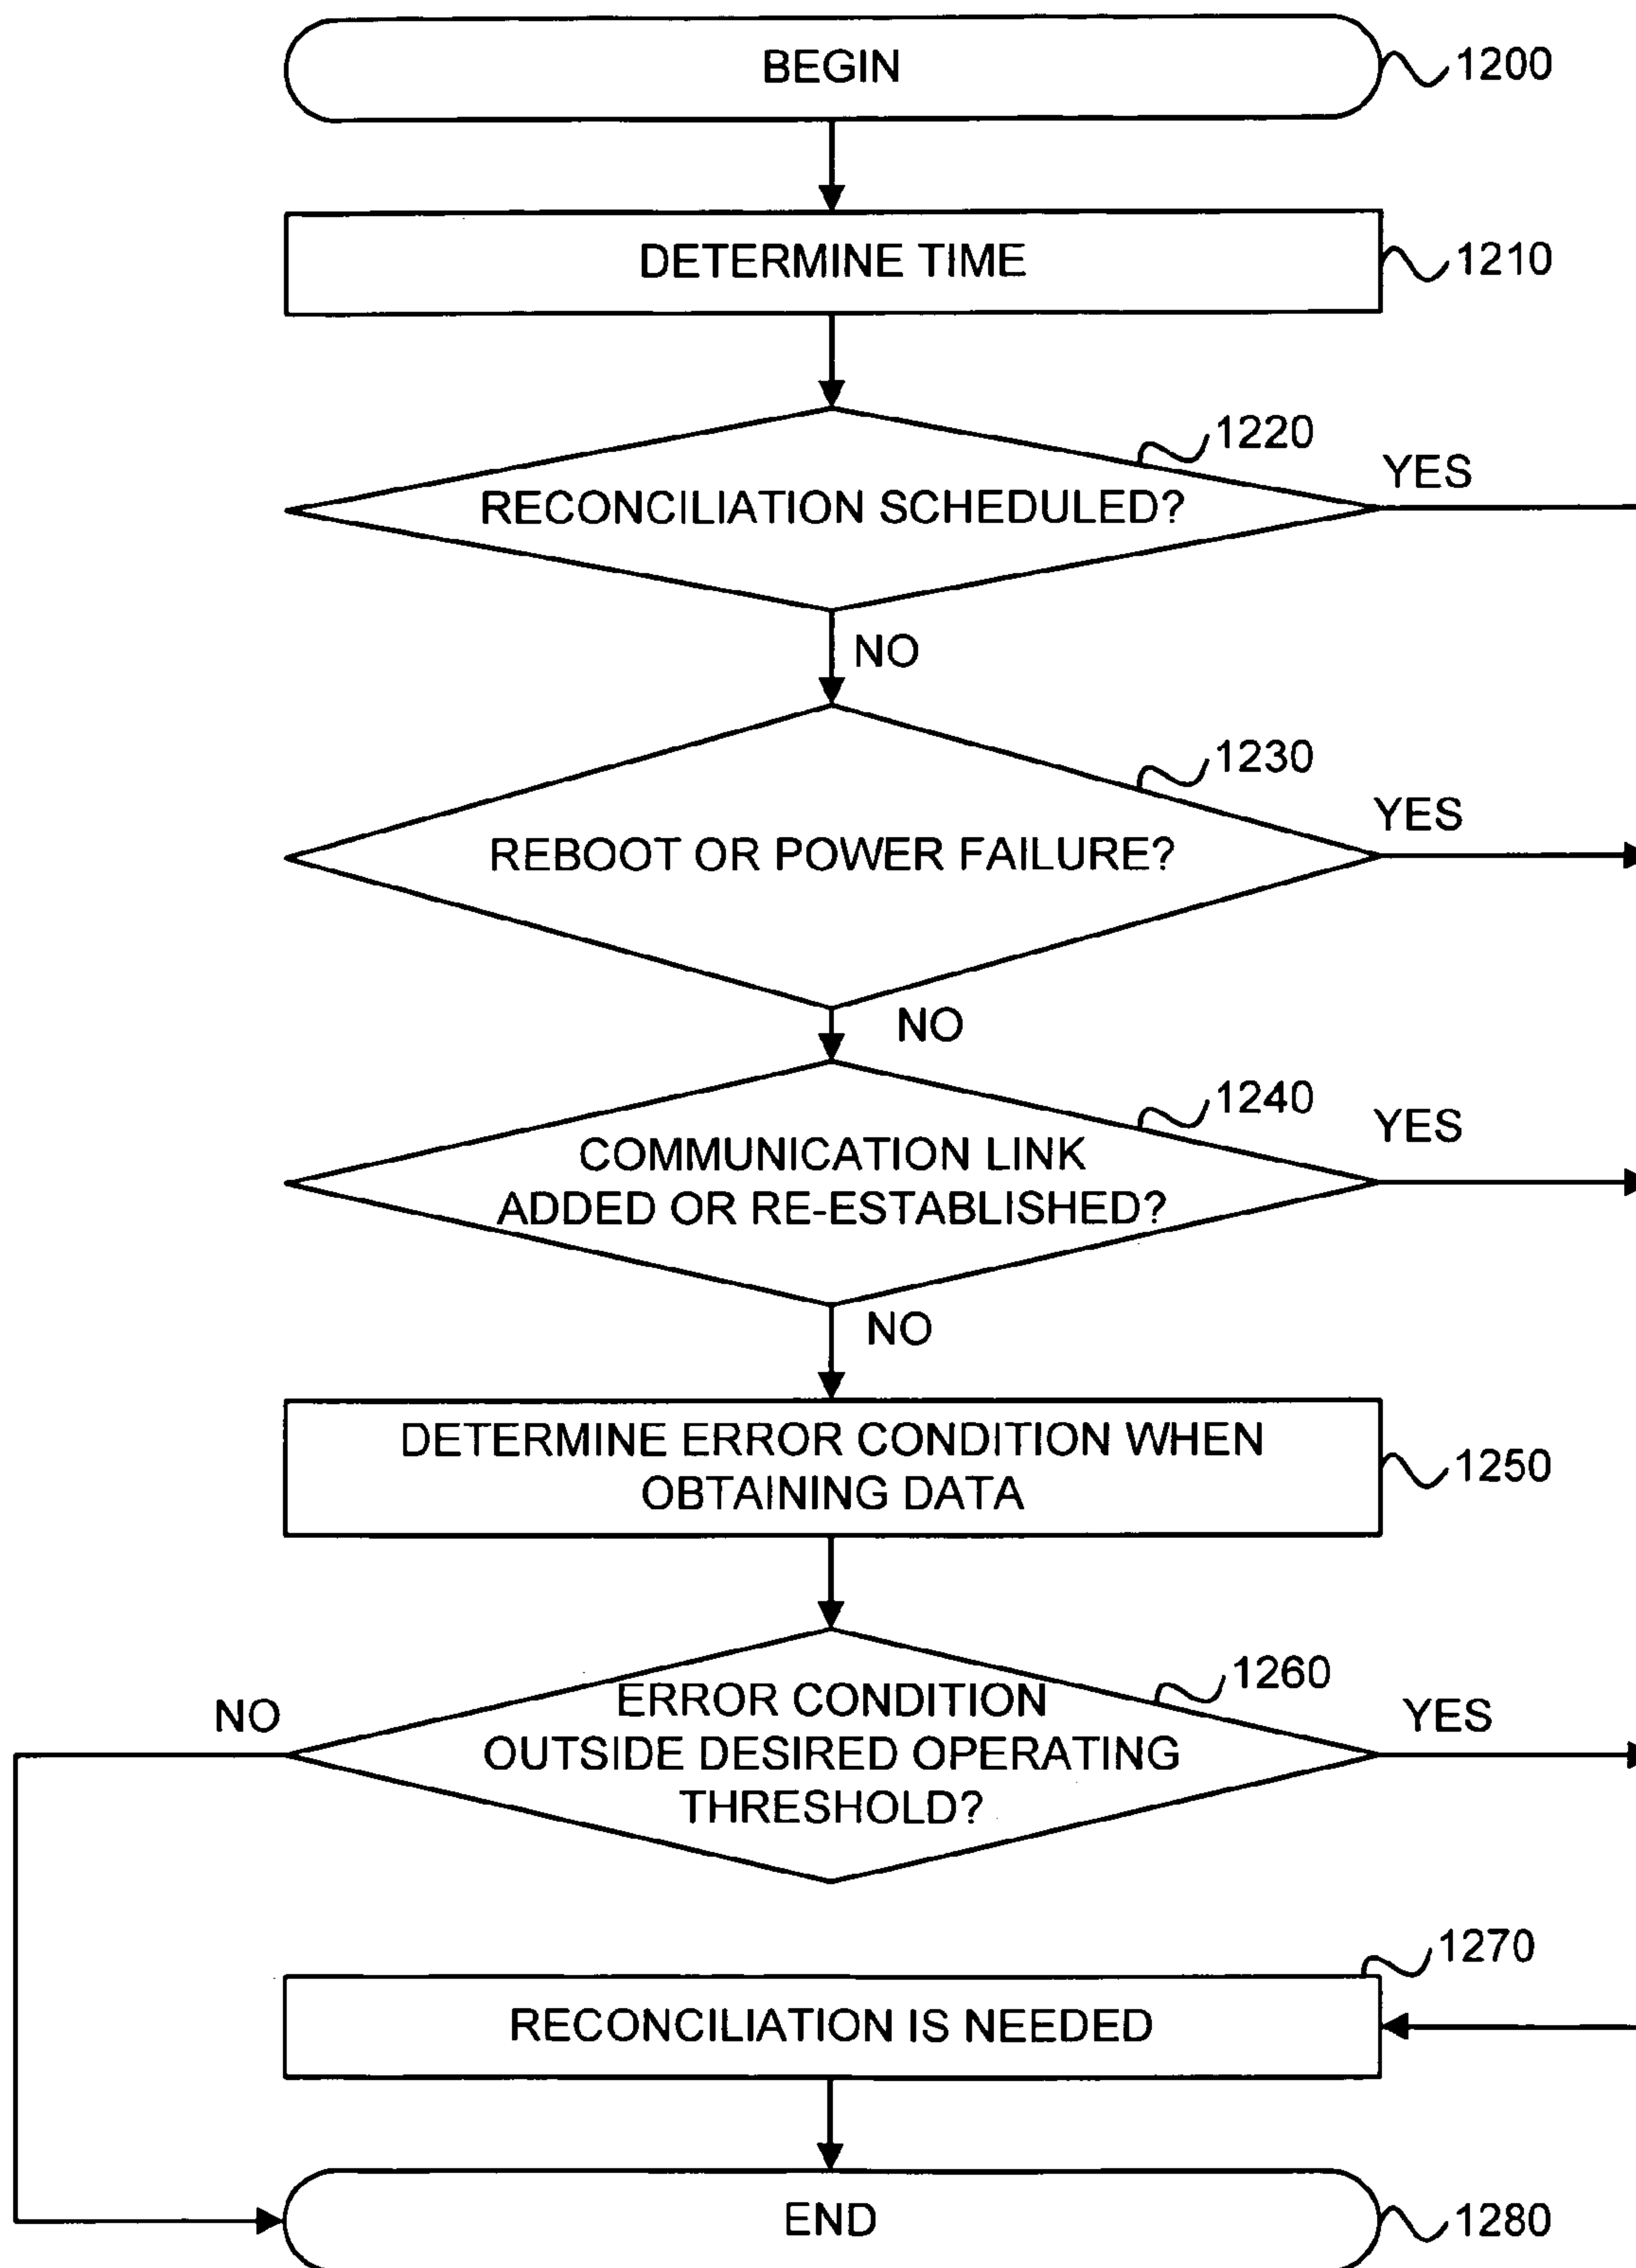 BEGIN
1200
DETERMINE TIME
1210
1220
YES
RECONCILIATION SCHEDULED?
NO
1230
YES
REBOOT OR POWER FAILURE?
NO
1240
YES
COMMUNICATION LINK
ADDED OR RE-ESTABLISHED?
NO
DETERMINE ERROR CONDITION WHEN
OBTAINING DATA
1250
1260
NO
ERROR CONDITION
YES
OUTSIDE DESIRED OPERATING
THRESHOLD?
1270
RECONCILIATION IS NEEDED
END
1280